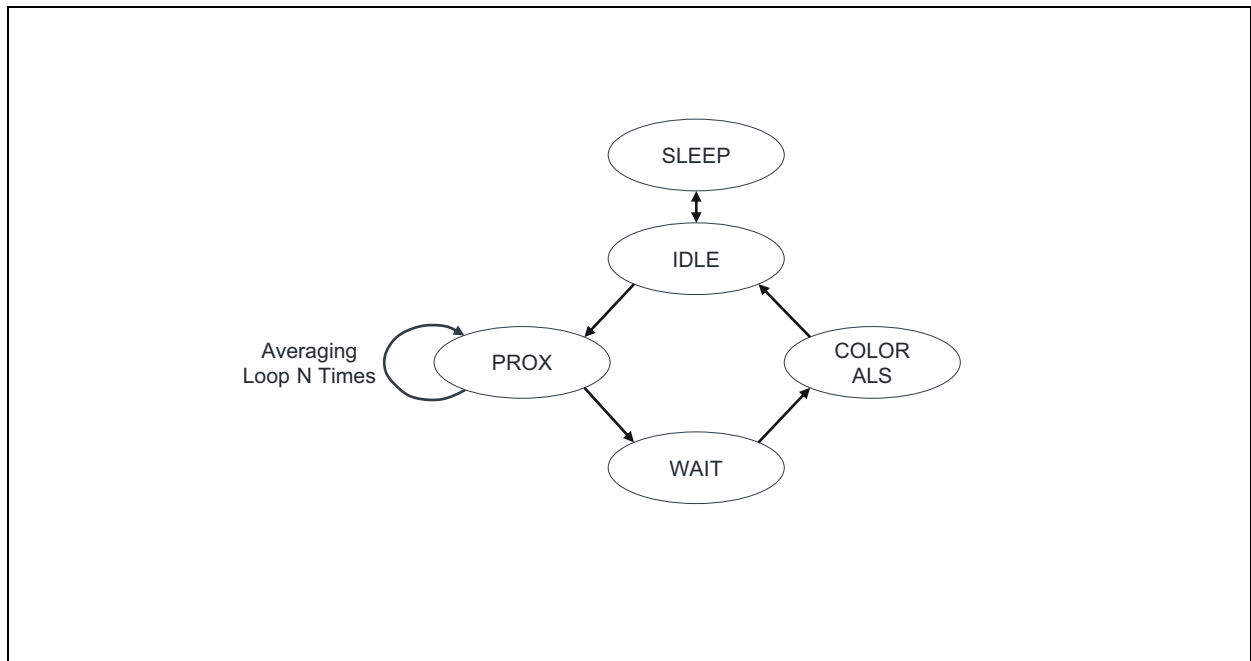 SLEEP
IDLE
Averaging
Loop N Times
PROX
COLOR
ALS
WAIT